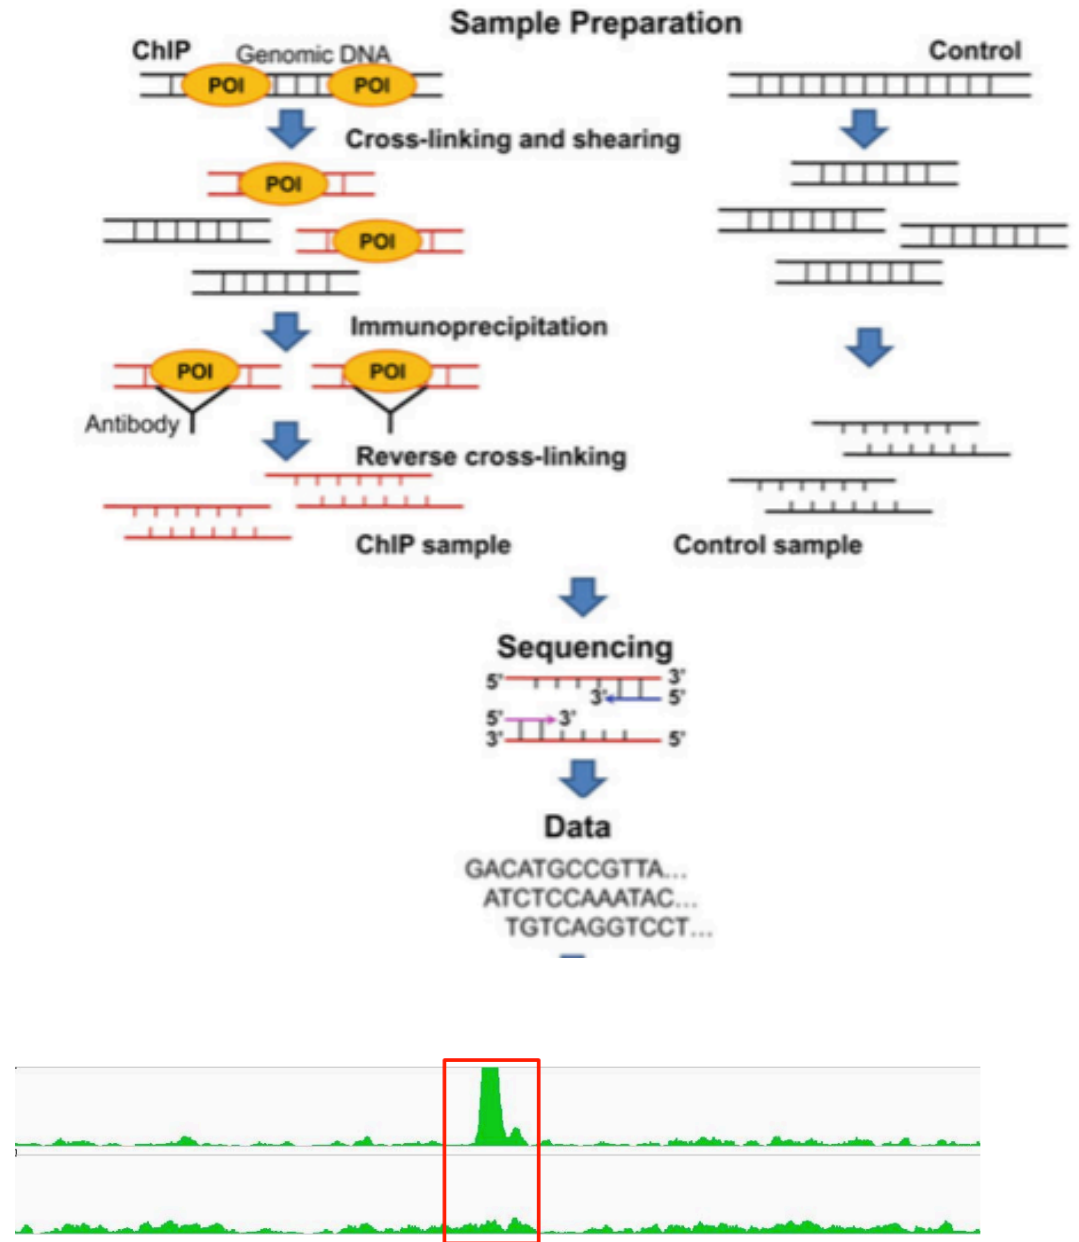 Sample Preparation
ChIP
Genomic DNA
Control
POI
POI
Cross-linking and shearing
POI
POI
Immunoprecipitation
POI
POI
Antibody
Reverse cross-linking
ChIP sample
Control sample
Sequencing
5' 3'
3' 5'
5' 3'
3' 5'
Data
GACATGCCGTTA...
ATCTCCAAATAC...
TGTCAGGTCCT...